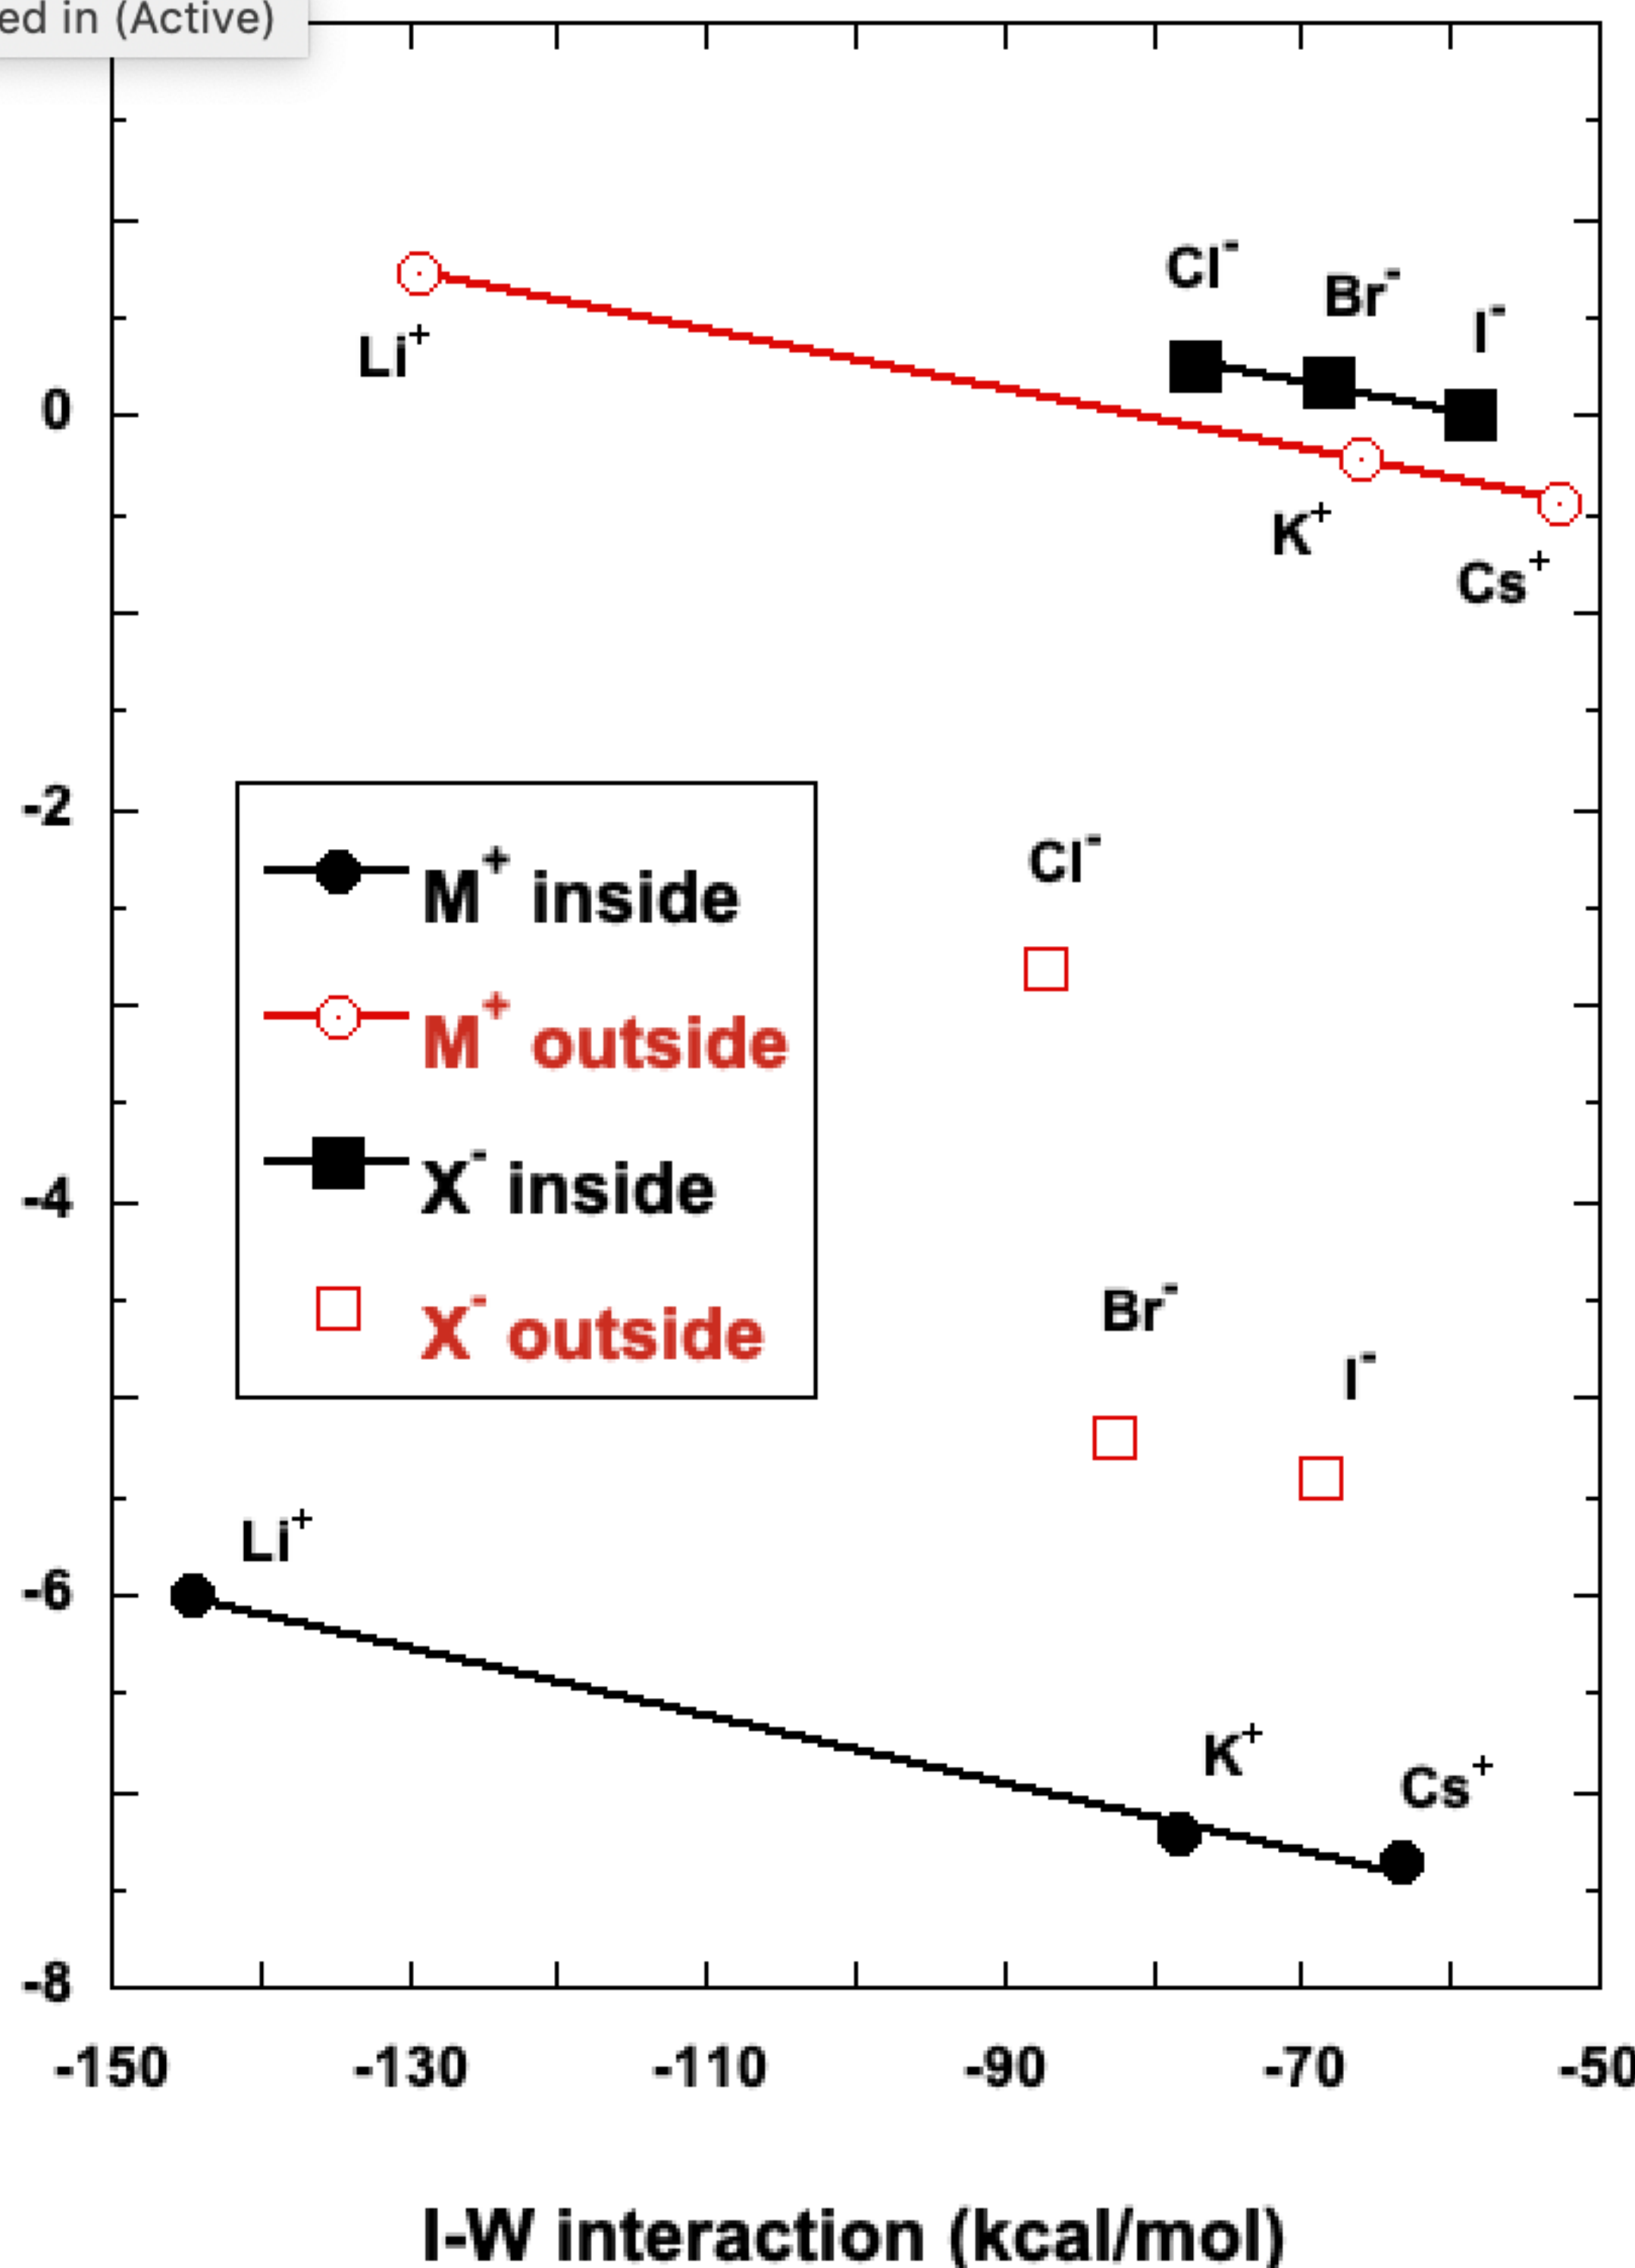 ed in (Active)
Cl⁻
Br⁻
I⁻
Li⁺
0
K⁺
Cs⁺
-2
Cl⁻
M⁺ inside
M⁺ outside
X⁻ inside
-4
X⁻ outside
Br⁻
I⁻
Li⁺
-6
K⁺
Cs⁺
-8
-150 -130 -110 -90 -70 -50
I-W interaction (kcal/mol)